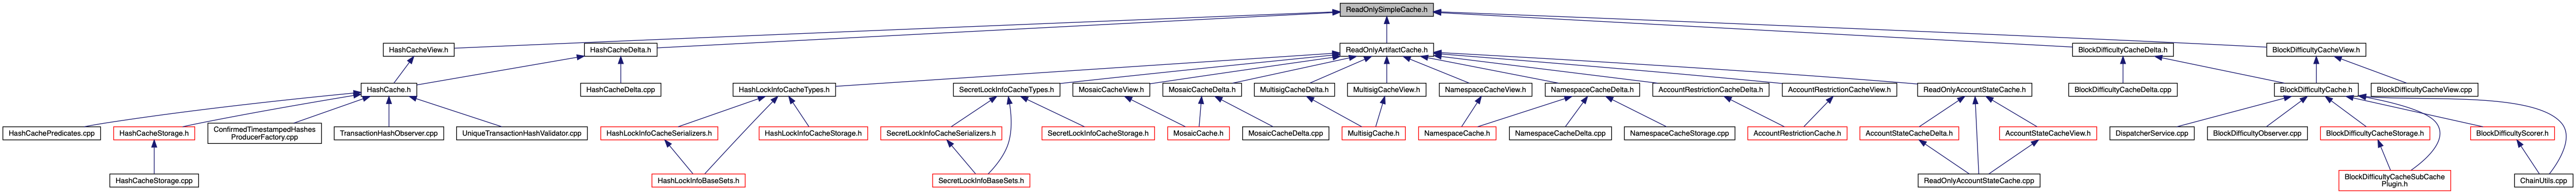 ReadOnlySimpleCache.h
HashCacheView.h
HashCacheDelta.h
ReadOnlyArtifactCache.h
BlockDifficultyCacheDelta.h
BlockDifficultyCacheView.h
HashCache.h
HashCacheDelta.cpp
HashLockInfoCacheTypes.h
SecretLockInfoCacheTypes.h
MosaicCacheView.h
MosaicCacheDelta.h
MultisigCacheDelta.h
MultisigCacheView.h
NamespaceCacheView.h
NamespaceCacheDelta.h
AccountRestrictionCacheDelta.h
AccountRestrictionCacheView.h
ReadOnlyAccountStateCache.h
BlockDifficultyCacheDelta.cpp
BlockDifficultyCache.h
BlockDifficultyCacheView.cpp
HashCachePredicates.cpp
HashCacheStorage.h
ConfirmedTimestampedHashes
ProducerFactory.cpp
TransactionHashObserver.cpp
UniqueTransactionHashValidator.cpp
HashLockInfoCacheSerializers.h
HashLockInfoCacheStorage.h
SecretLockInfoCacheSerializers.h
SecretLockInfoCacheStorage.h
MosaicCache.h
MosaicCacheDelta.cpp
MultisigCache.h
NamespaceCache.h
NamespaceCacheDelta.cpp
NamespaceCacheStorage.cpp
AccountRestrictionCache.h
AccountStateCacheDelta.h
AccountStateCacheView.h
DispatcherService.cpp
BlockDifficultyObserver.cpp
BlockDifficultyCacheStorage.h
BlockDifficultyScorer.h
HashCacheStorage.cpp
HashLockInfoBaseSets.h
SecretLockInfoBaseSets.h
ReadOnlyAccountStateCache.cpp
BlockDifficultyCacheSubCache
Plugin.h
ChainUtils.cpp